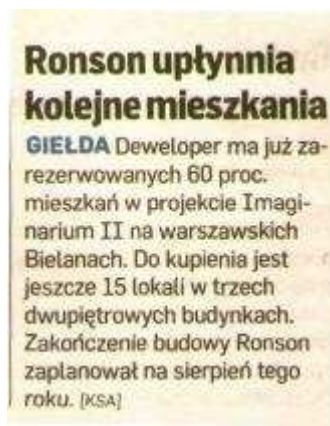 Ronson upłynnia
kolejne mieszkania
GIEŁDA Deweloper ma już za-
rezerwowanych 60 proc.
mieszkań w projekcie Imagi-
narium II na warszawskich
Bielanach. Do kupienia jest
jeszcze 15 lokali w trzech
dwupiętrowych budynkach.
Zakończenie budowy Ronson
zaplanował na sierpień tego
roku. [KSA]